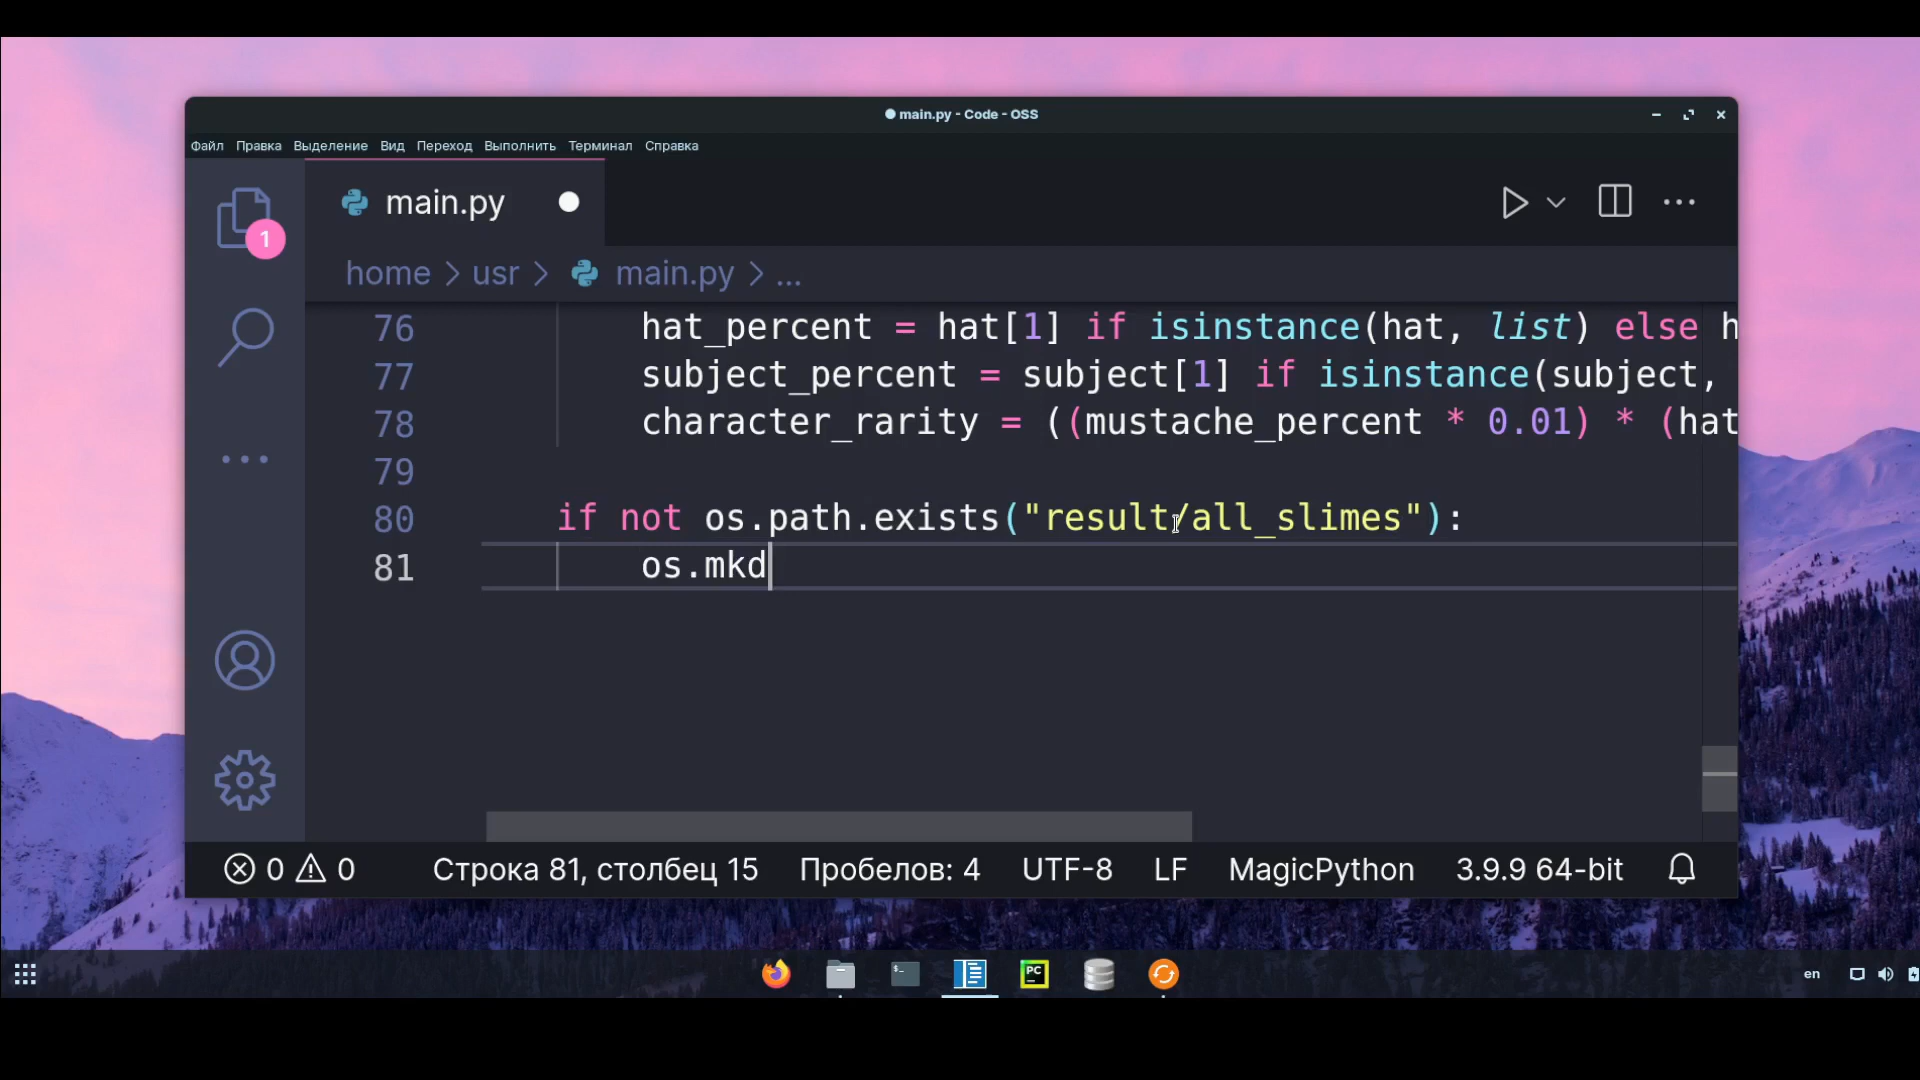 main.py - Code - OSS
Файл Правка Выделение Вид Переход Выполнить Терминал Справка
main.py
1
home > usr > main.py > ...
76 hat_percent = hat[1] if isinstance(hat, list) else h
77 subject_percent = subject[1] if isinstance(subject,
78 character_rarity = ((mustache_percent * 0.01) * (hat
79
80 if not os.path.exists("result/all_slimes"):
81 os.mkd
0 0 Строка 81, столбец 15 Пробелов: 4 UTF-8 LF MagicPython 3.9.9 64-bit
PC
en